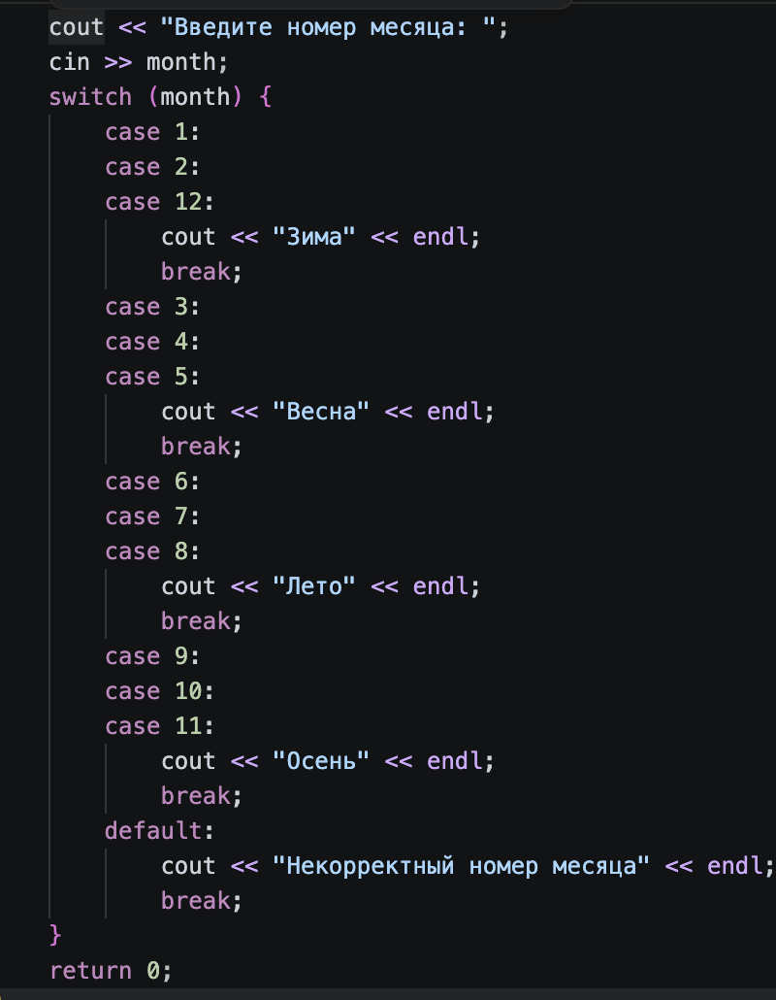 cout << "Введите номер месяца: ";
cin >> month;
switch (month) {
    case 1:
    case 2:
    case 12:
        cout << "Зима" << endl;
        break;
    case 3:
    case 4:
    case 5:
        cout << "Весна" << endl;
        break;
    case 6:
    case 7:
    case 8:
        cout << "Лето" << endl;
        break;
    case 9:
    case 10:
    case 11:
        cout << "Осень" << endl;
        break;
    default:
        cout << "Некорректный номер месяца" << endl;
        break;
}
return 0;